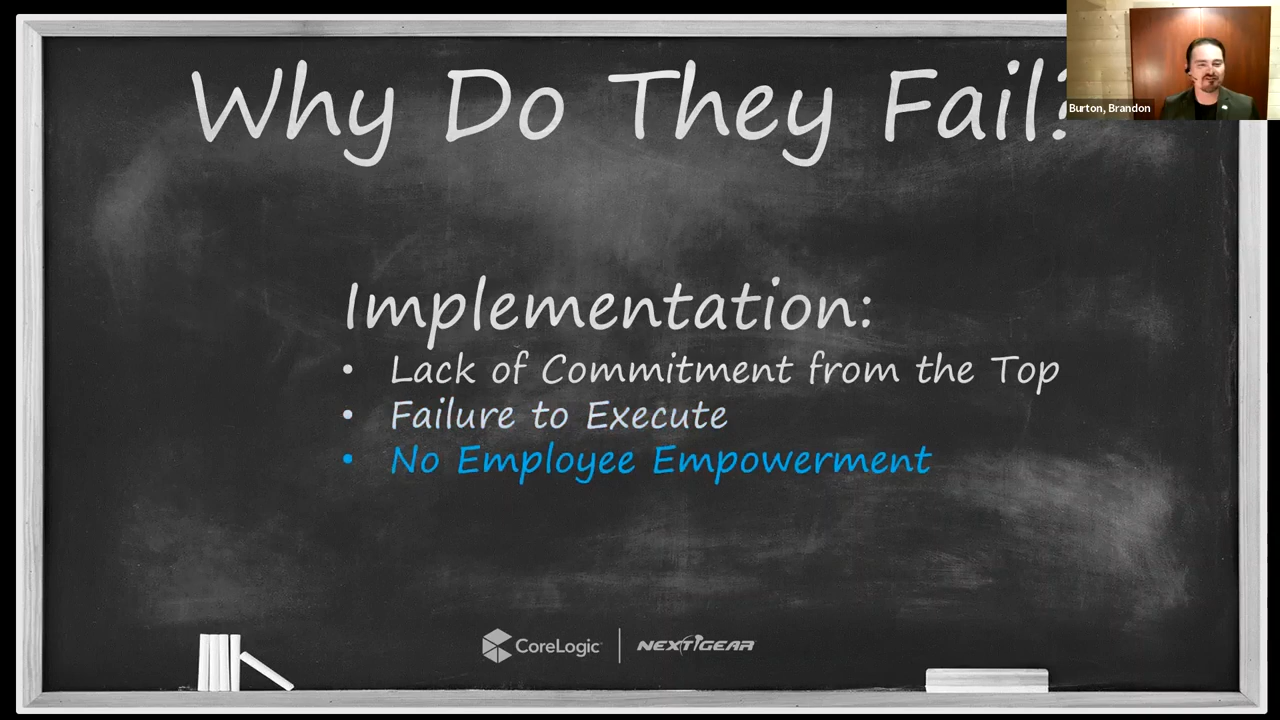 Why Do They Fail?
Burton, Brandon
Implementation:
• Lack of Commitment from the Top
• Failure to Execute
• No Employee Empowerment
CoreLogic
NEXTGEAR